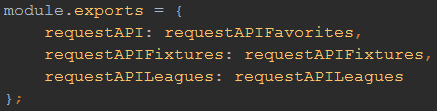 module.exports = {
    requestAPI: requestAPIFavorites,
    requestAPIFixtures: requestAPIFixtures,
    requestAPILeagues: requestAPILeagues
};